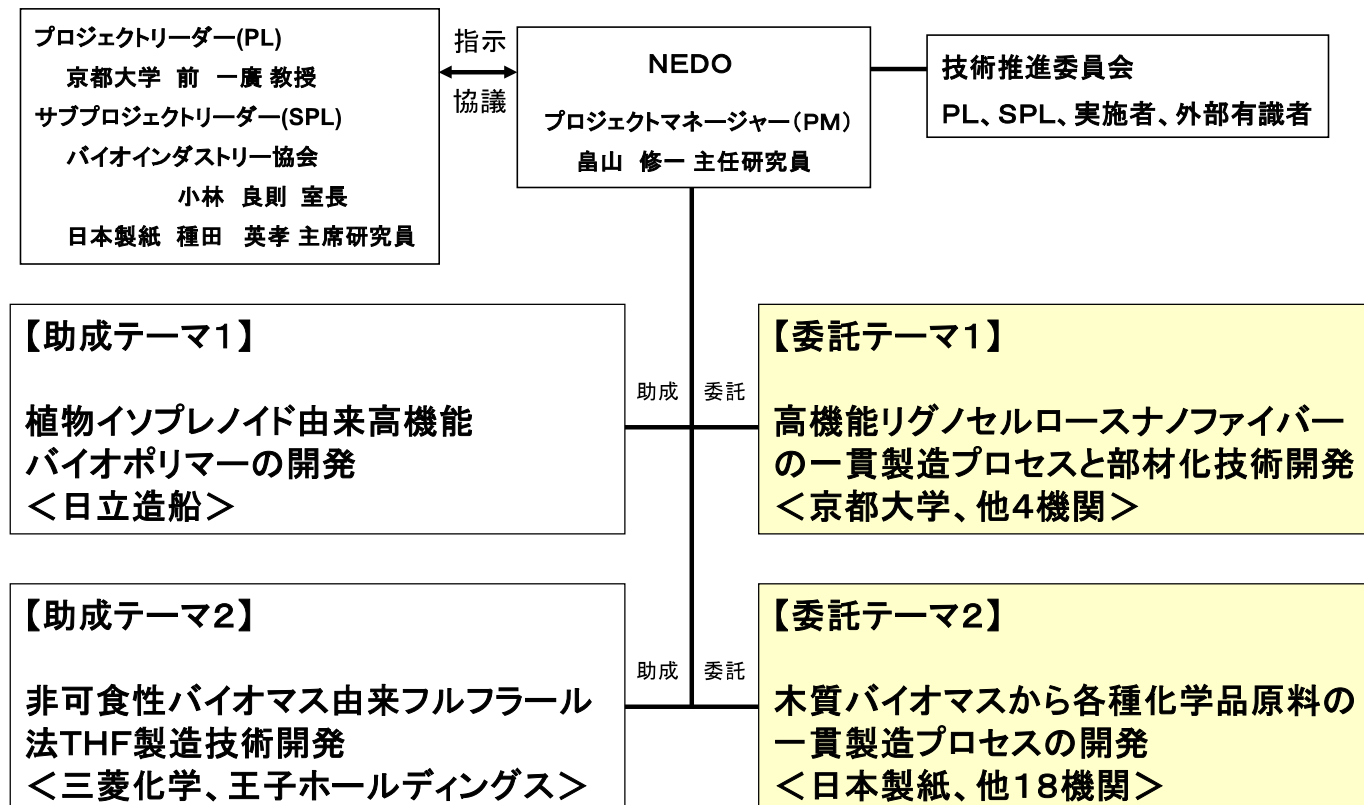 プロジェクトリーダー(PL)
京都大学 前 一廣 教授
サブプロジェクトリーダー(SPL)
バイオインダストリー協会
小林 良則 室長
日本製紙 種田 英孝 主席研究員
指示
協議
NEDO
プロジェクトマネージャー(PM)
畠山 修一 主任研究員
技術推進委員会
PL、SPL、実施者、外部有識者
【助成テーマ1】
植物イソプレノイド由来高機能
バイオポリマーの開発
<日立造船>
助成
委託
【委託テーマ1】
高機能リグノセルロースナノファイバー
の一貫製造プロセスと部材化技術開発
<京都大学、他4機関>
【助成テーマ2】
非可食性バイオマス由来フルフラール
法THF製造技術開発
<三菱化学、王子ホールディングス>
助成
委託
【委託テーマ2】
木質バイオマスから各種化学品原料の
一貫製造プロセスの開発
<日本製紙、他18機関>